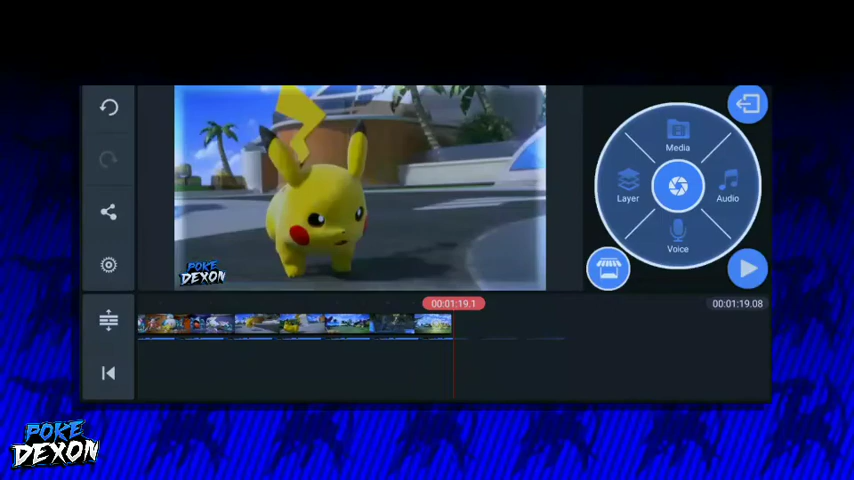 Media
Layer
Audio
Voice
POKE
DEXON
00:01:19.1
00:01:19.08
POKE
DEXON